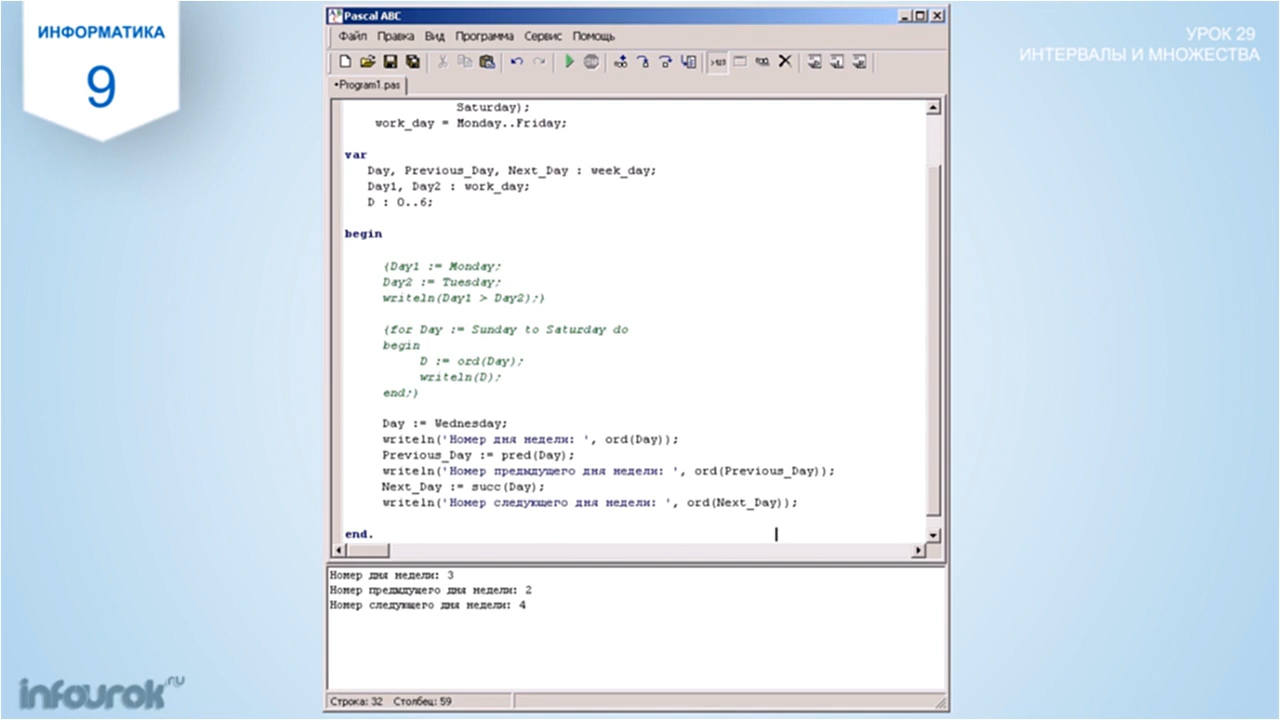 ИНФОРМАТИКА
9
УРОК 29
ИНТЕРВАЛЫ И МНОЖЕСТВА
Pascal ABC
Файл Правка Вид Программа Сервис Помощь
•Program1.pas
Saturday);
work_day = Monday..Friday;
var
Day, Previous_Day, Next_Day : week_day;
Day1, Day2 : work_day;
D : 0..6;
begin
{Day1 := Monday;
Day2 := Tuesday;
writeln(Day1 > Day2);}
{for Day := Sunday to Saturday do
begin
D := ord(Day);
writeln(D);
end;}
Day := Wednesday;
writeln('Номер дня недели: ', ord(Day));
Previous_Day := pred(Day);
writeln('Номер предыдущего дня недели: ', ord(Previous_Day));
Next_Day := succ(Day);
writeln('Номер следующего дня недели: ', ord(Next_Day));
end.
Номер дня недели: 3
Номер предыдущего дня недели: 2
Номер следующего дня недели: 4
Строка: 32 Столбец: 59
infourok.ru